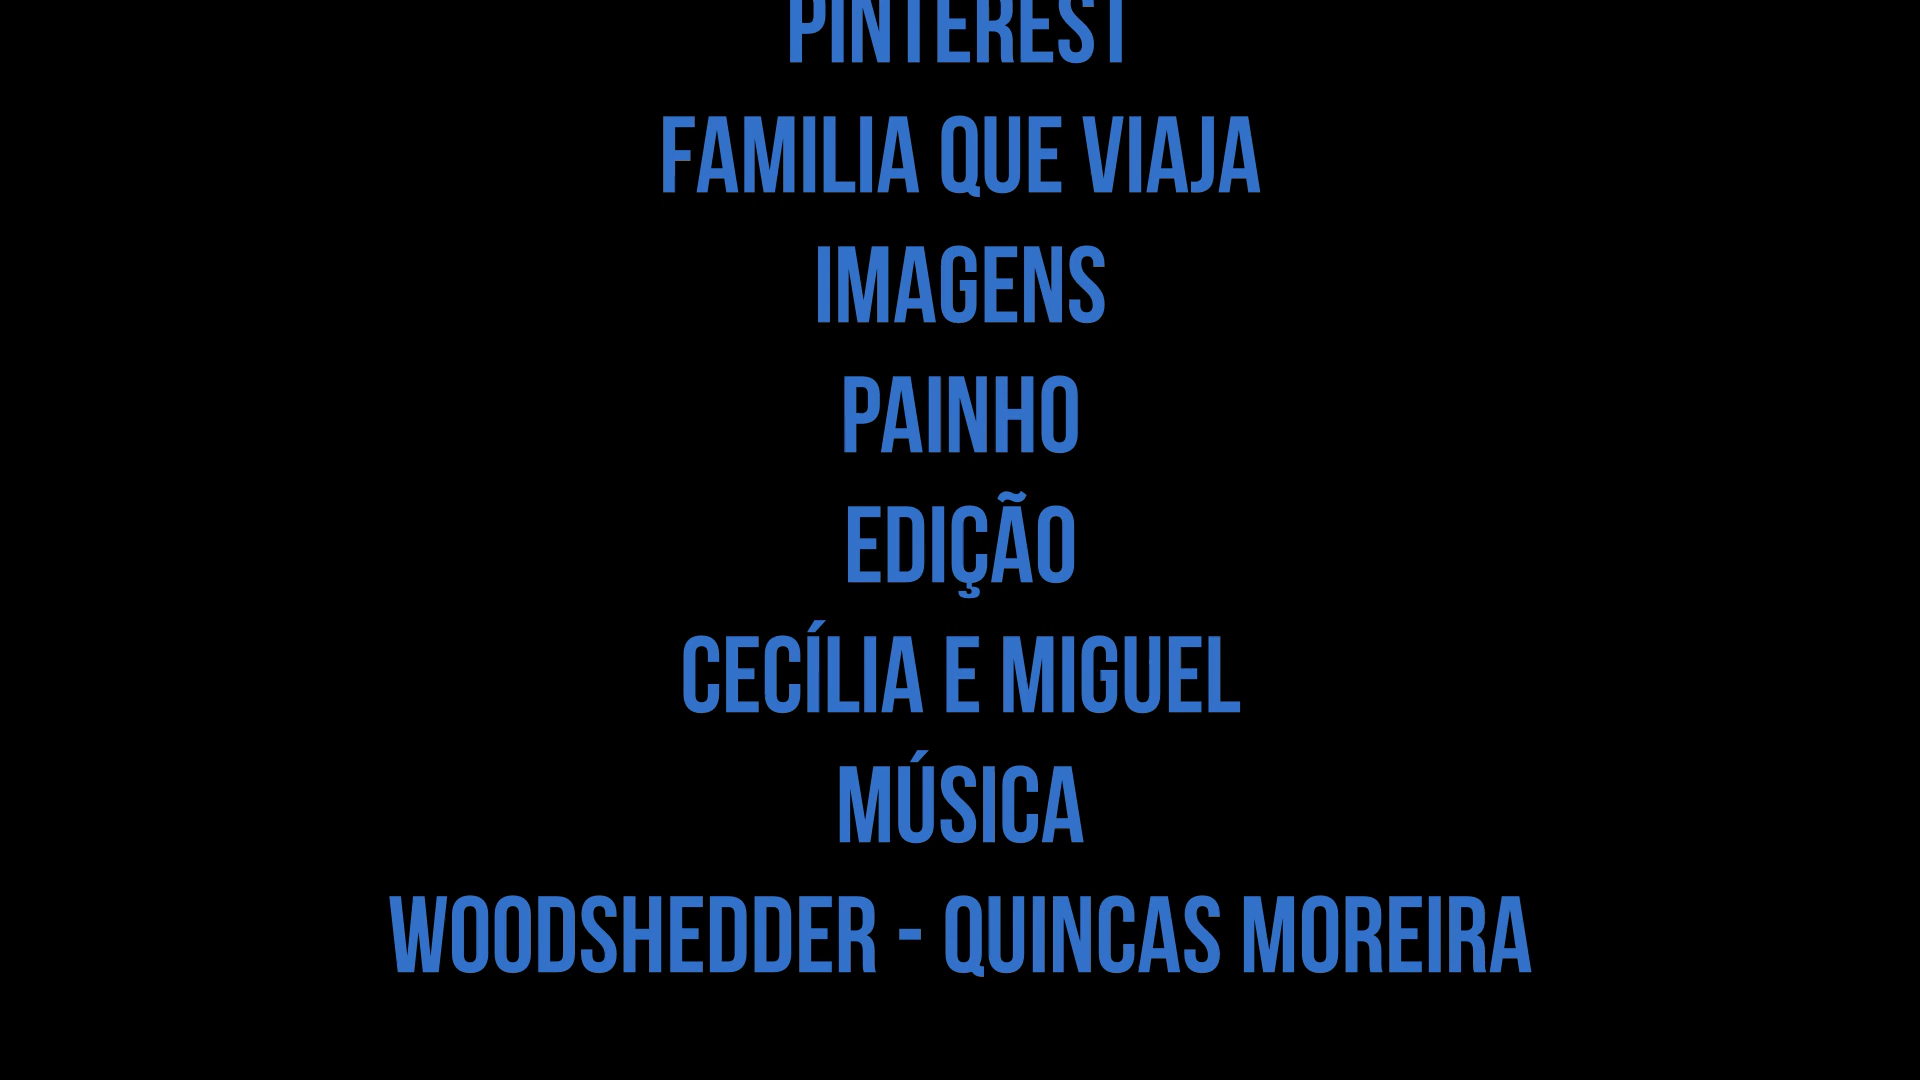 PINTEREST
FAMILIA QUE VIAJA
IMAGENS
PAINHO
EDIÇÃO
CECÍLIA E MIGUEL
MÚSICA
WOODSHEDDER - QUINCAS MOREIRA